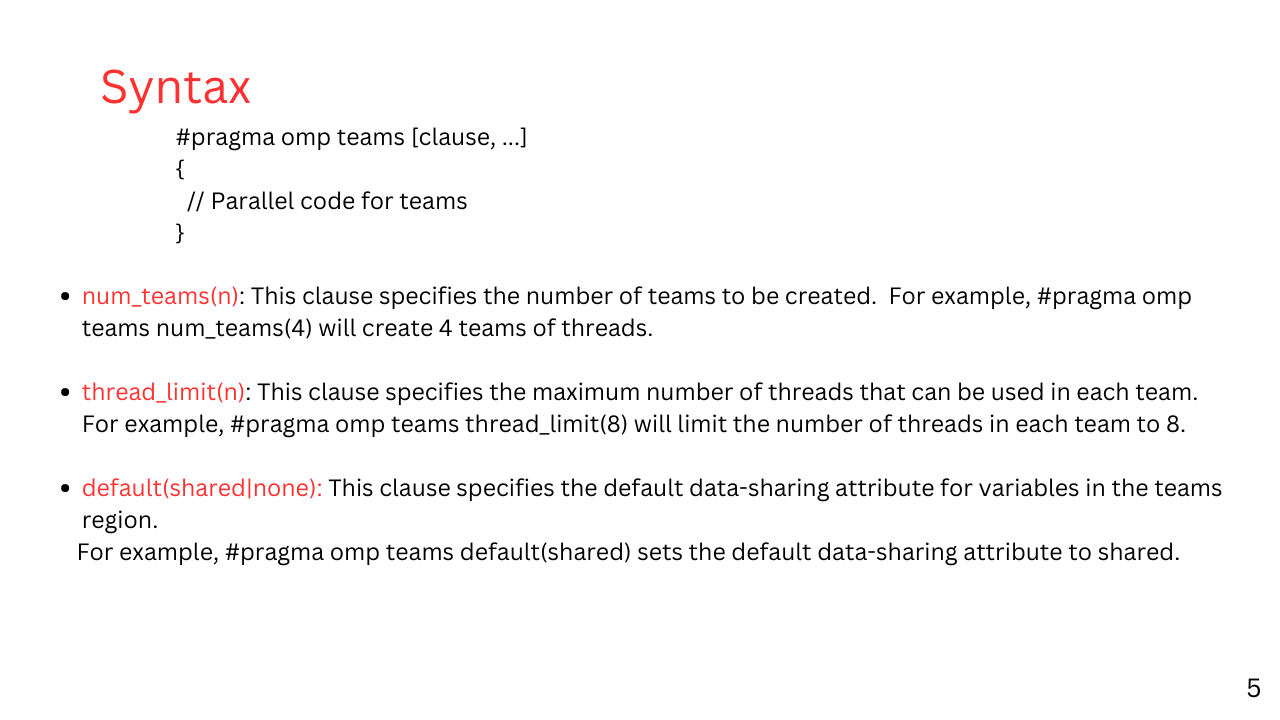 Syntax
#pragma omp teams [clause, ...]
{
// Parallel code for teams
}
• num_teams(n): This clause specifies the number of teams to be created.  For example, #pragma omp
teams num_teams(4) will create 4 teams of threads.
• thread_limit(n): This clause specifies the maximum number of threads that can be used in each team.
For example, #pragma omp teams thread_limit(8) will limit the number of threads in each team to 8.
• default(shared|none): This clause specifies the default data-sharing attribute for variables in the teams
region.
For example, #pragma omp teams default(shared) sets the default data-sharing attribute to shared.
5